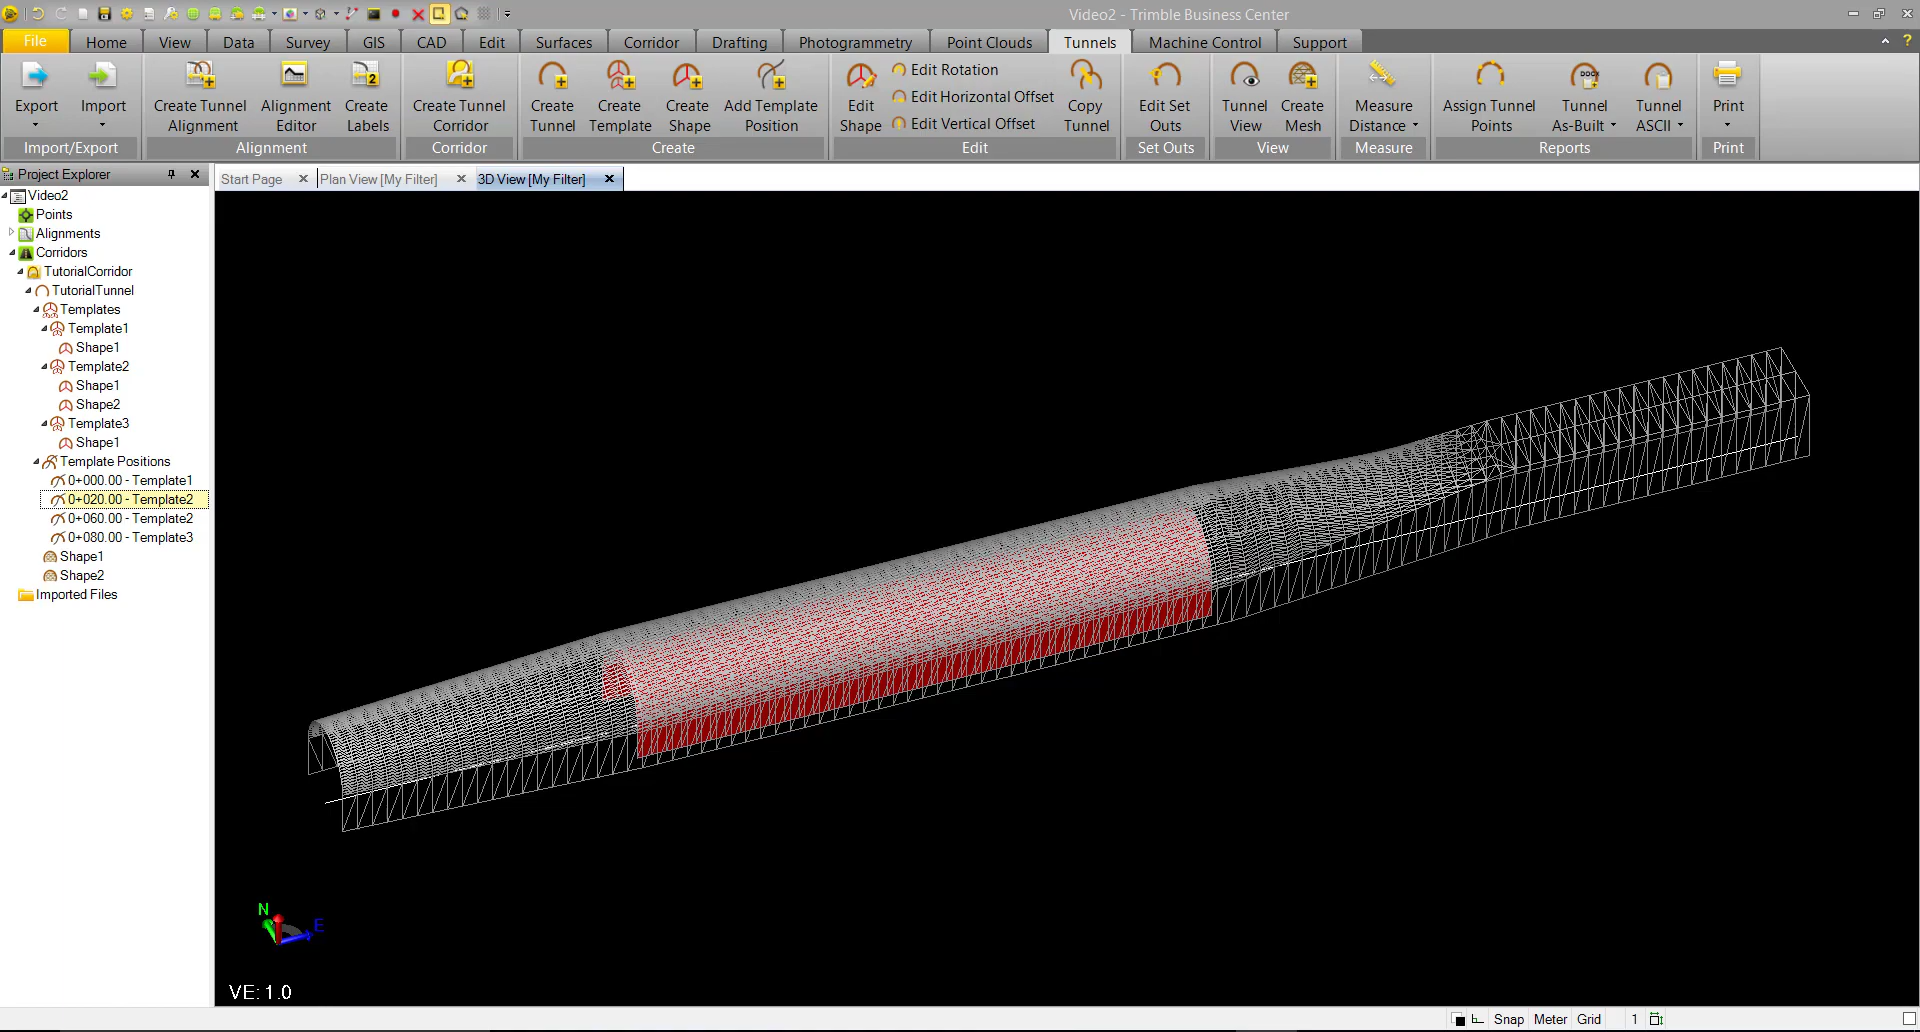 Video2 - Trimble Business Center
File Home View Data Survey GIS CAD Edit Surfaces Corridor Drafting Photogrammetry Point Clouds Tunnels Machine Control Support
Export Import
Import/Export
Create Tunnel Alignment
Alignment Editor
Create Labels
Alignment
Create Tunnel Corridor
Corridor
Create Tunnel
Create Template
Create Shape
Add Template Position
Create
Edit Shape
Edit Rotation
Edit Horizontal Offset
Edit Vertical Offset
Copy Tunnel
Edit
Edit Set Outs
Set Outs
Tunnel View
Create Mesh
View
Measure Distance
Measure
Assign Tunnel Points
DOCX
Tunnel As-Built
Tunnel ASCII
Reports
Print
Print
Project Explorer
Start Page
Plan View [My Filter]
3D View [My Filter]
Video2
Points
Alignments
Corridors
TutorialCorridor
TutorialTunnel
Templates
Template1
Shape1
Template2
Shape1
Shape2
Template3
Shape1
Template Positions
0+000.00 - Template1
0+020.00 - Template2
0+060.00 - Template2
0+080.00 - Template3
Shape1
Shape2
Imported Files
N
E
VE: 1.0
Snap Meter Grid 1